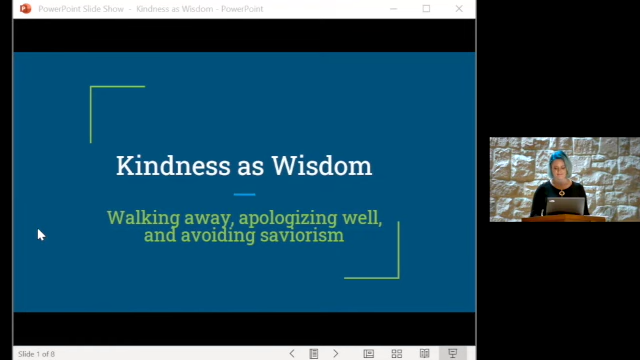 PowerPoint Slide Show - Kindness as Wisdom - PowerPoint
Kindness as Wisdom
Walking away, apologizing well,
and avoiding saviorism
Slide 1 of 8